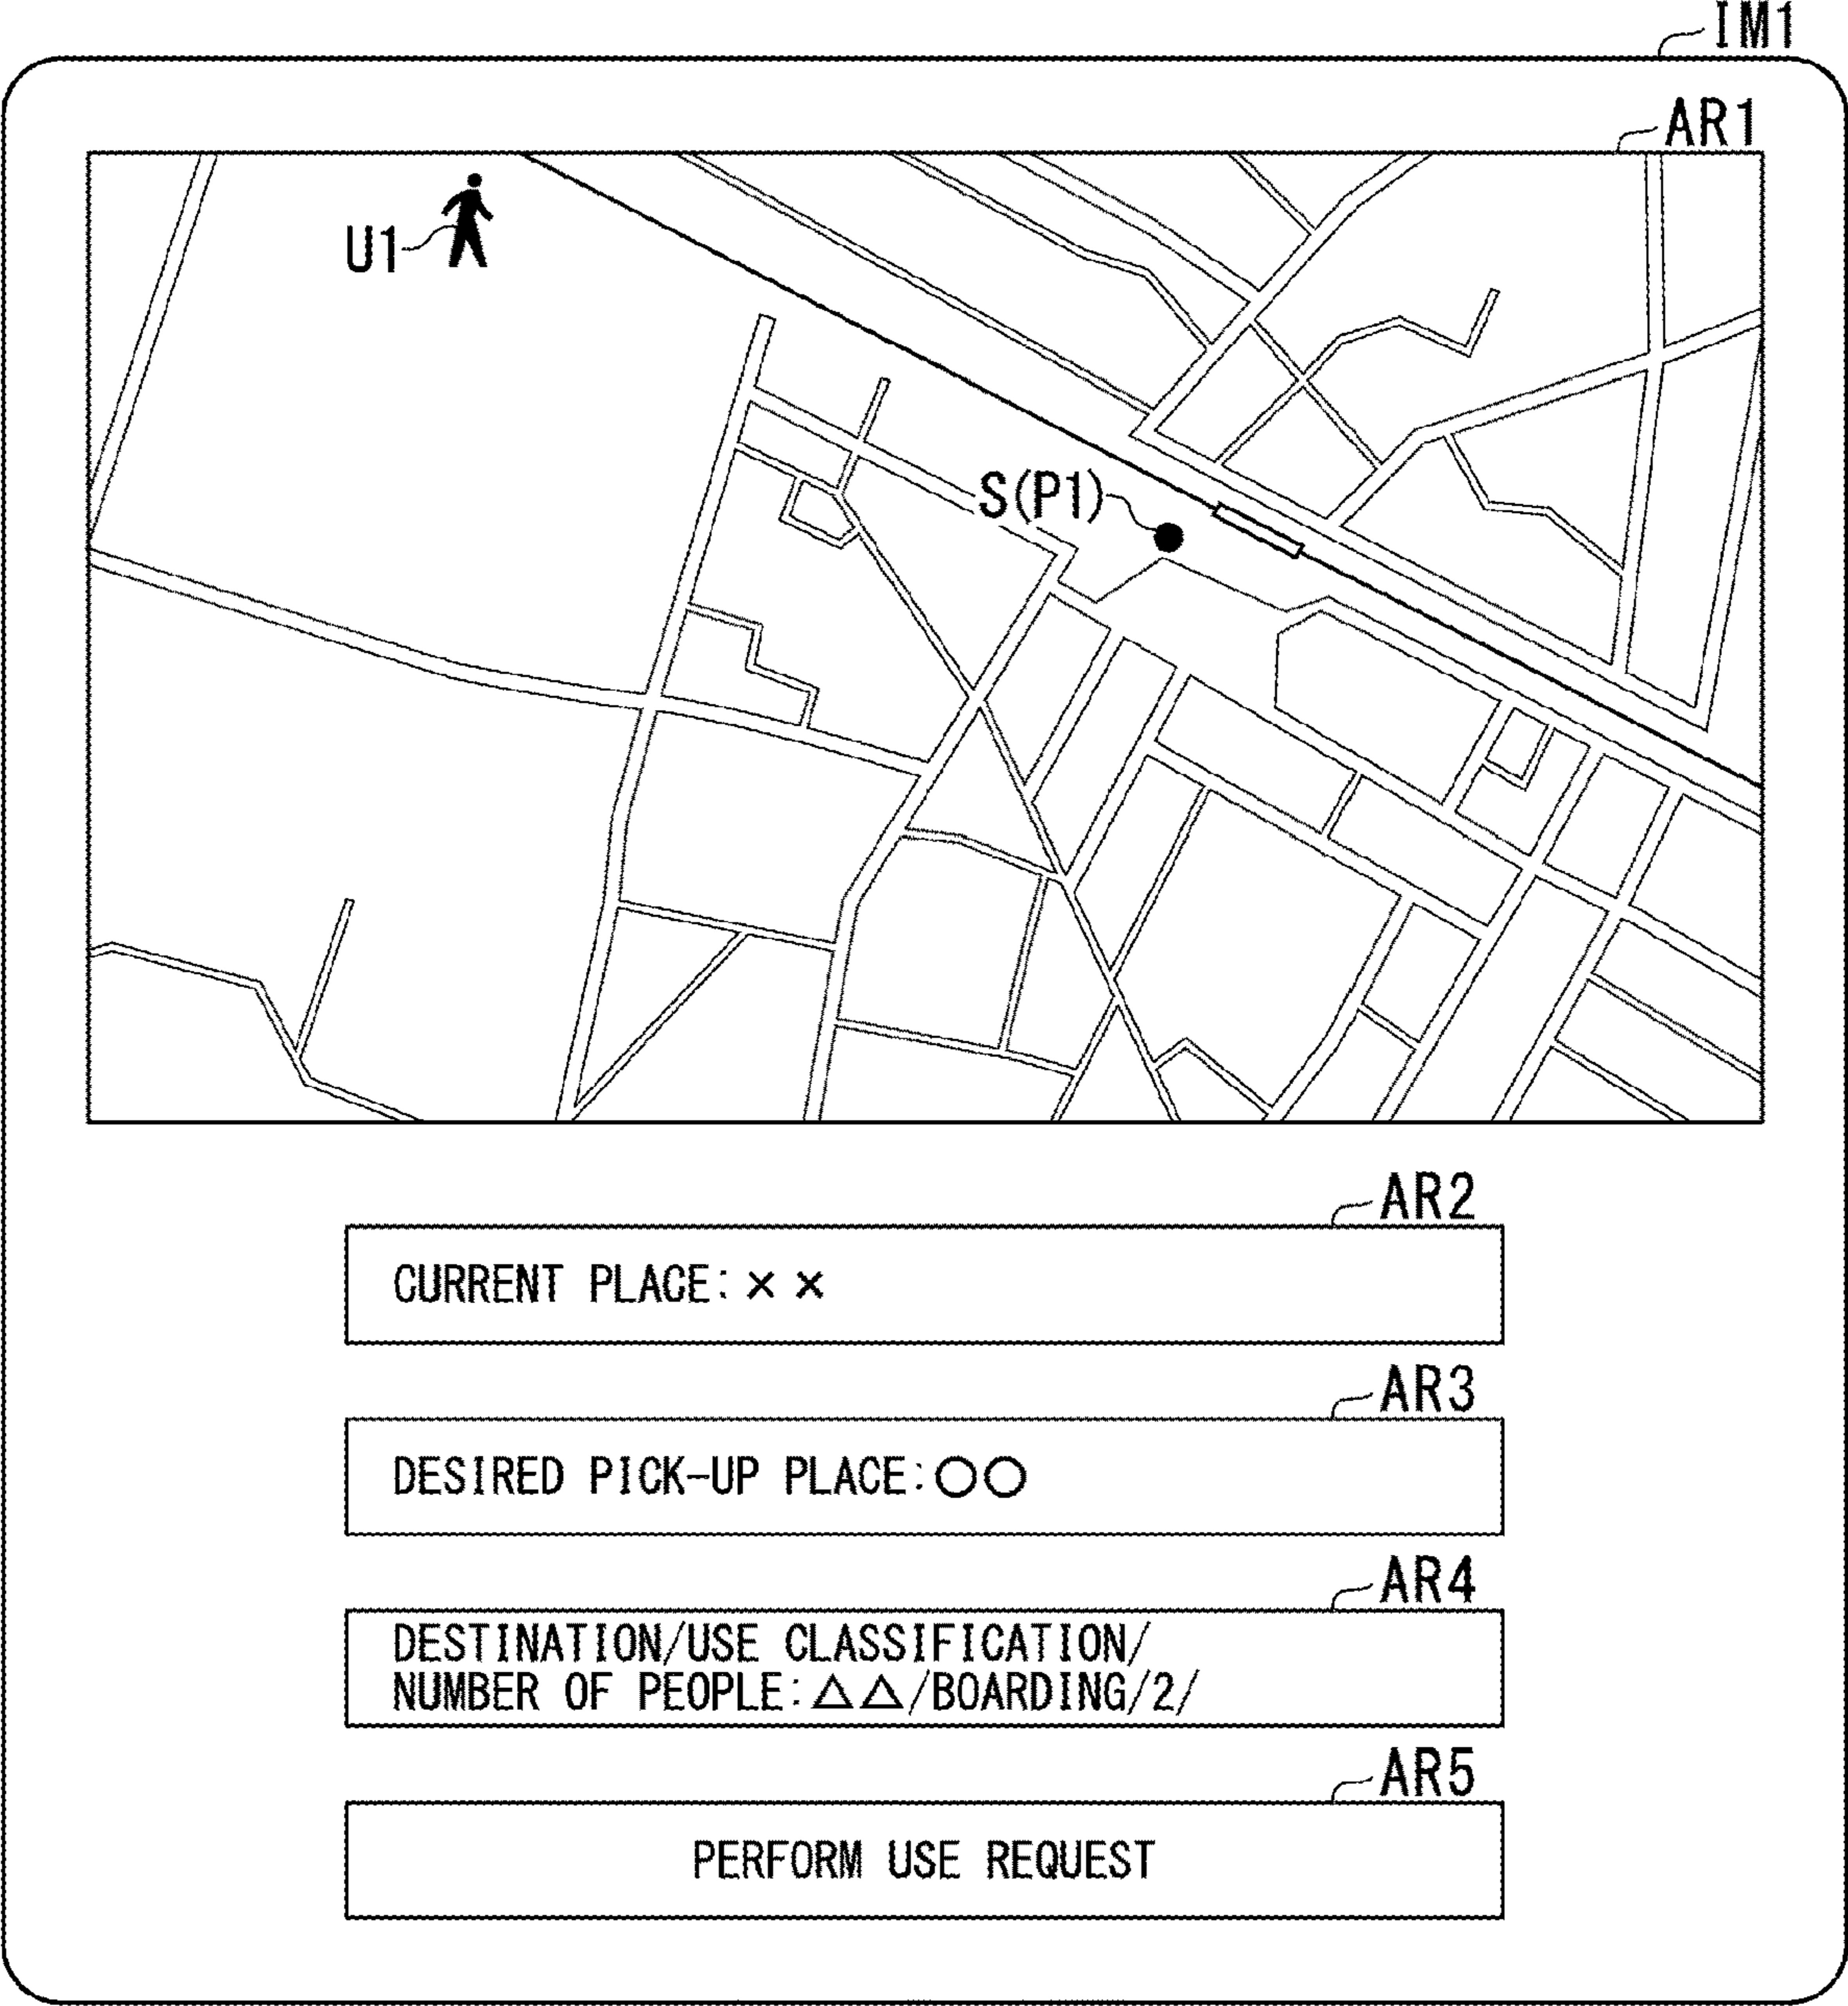 IM1
AR1
U1
S(P1)
AR2
CURRENT PLACE: × ×
AR3
DESIRED PICK-UP PLACE:○○
AR4
DESTINATION/USE CLASSIFICATION/
NUMBER OF PEOPLE:△△/BOARDING/2/
AR5
PERFORM USE REQUEST